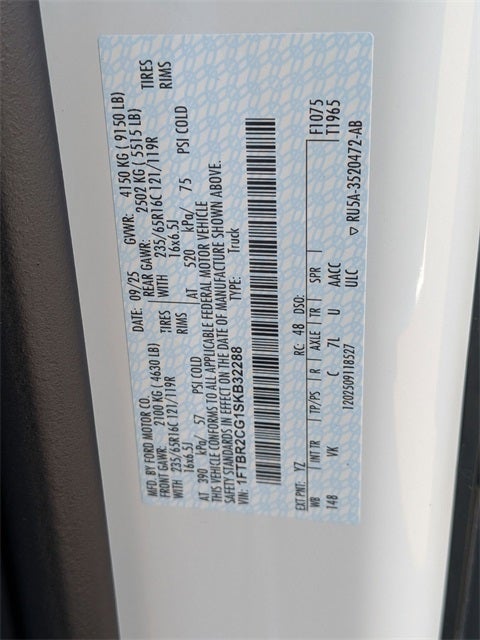 MFD. BY FORD MOTOR CO. DATE: 09/25 GVWR: 4150 KG ( 9150 LB)
FRONT GAWR: 2100 KG ( 4630 LB) REAR GAWR: 2502 KG ( 5515 LB)
WITH 235/65R16C 121/119R TIRES WITH 235/65R16C 121/119R TIRES
16x6.5J RIMS 16x6.5J RIMS
AT 390 kPa/ 57 PSI COLD AT 520 kPa/ 75 PSI COLD
THIS VEHICLE CONFORMS TO ALL APPLICABLE FEDERAL MOTOR VEHICLE
SAFETY STANDARDS IN EFFECT ON THE DATE OF MANUFACTURE SHOWN ABOVE.
VIN: 1FTBR2CG1SKB32288 TYPE: Truck
EXT PNT: YZ RC: 48 DSO: F1075
WB INT TR TP/PS R AXLE TR SPR T1965
148 VK C 7L U AACC
ULC
1202509118527 ▽ RU5A-3520472-AB